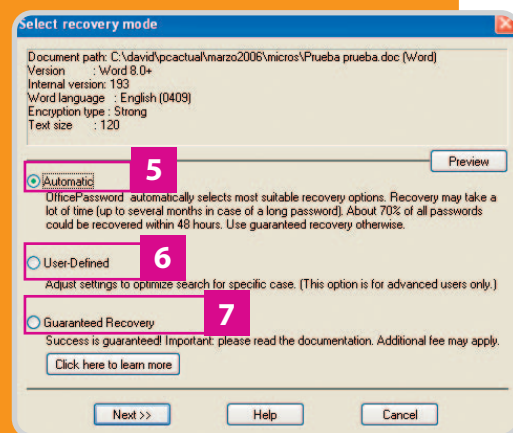 Select recovery mode
Document path: C:\david\pcactual\marzo2006\micros\Prueba prueba.doc (Word)
Version : Word 8.0+
Internal version: 193
Word language : English (0409)
Encryption type : Strong
Text size : 120
Preview
5
Automatic
OfficePassword automatically selects most suitable recovery options. Recovery may take a
lot of time (up to several months in case of a long password). About 70% of all passwords
could be recovered within 48 hours. Use guaranteed recovery otherwise.
6
User-Defined
Adjust settings to optimize search for specific case. (This option is for advanced users only.)
7
Guaranteed Recovery
Success is guaranteed! Important: please read the documentation. Additional fee may apply.
Click here to learn more
Next >> Help Cancel